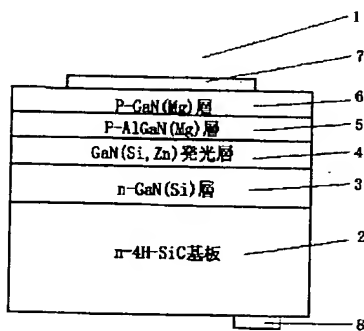 1
7
P-GaN(Mg)層 6
P-AlGaN(Mg)層 5
GaN(Si,Zn)発光層 4
n-GaN(Si)層 3
n-4H-SiC基板 2
8